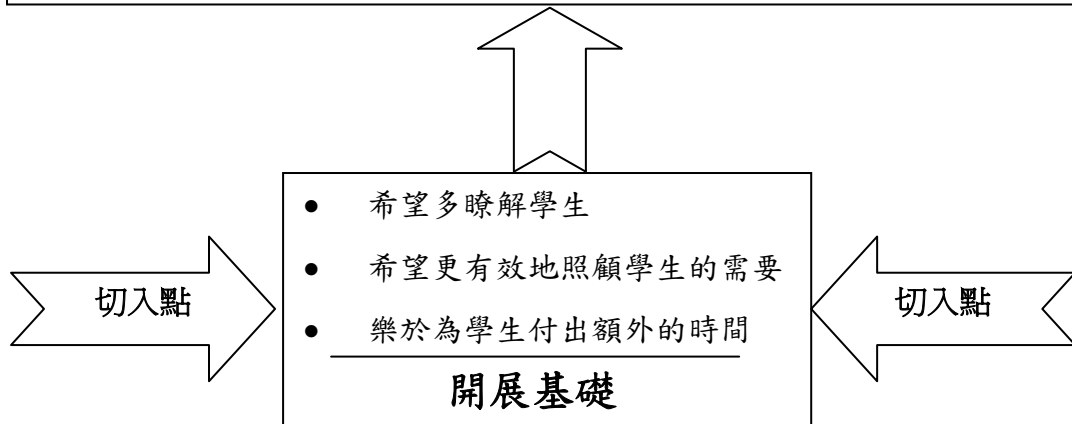 ● 希望多瞭解學生
● 希望更有效地照顧學生的需要
切入點
切入點
● 樂於為學生付出額外的時間
開展基礎